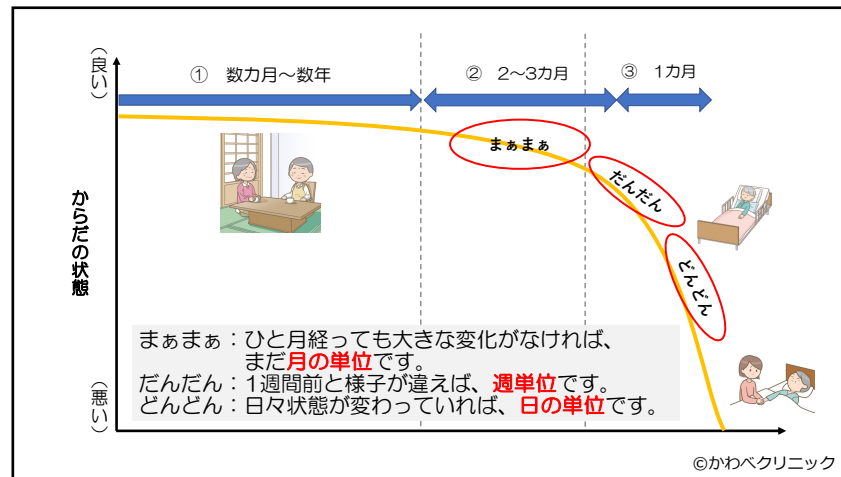 (良い)
① 数カ月～数年
② 2～3カ月
③ 1カ月
まぁまぁ
だんだん
どんどん
からだの状態
まぁまぁ：ひと月経っても大きな変化がなければ、
まだ月の単位です。
だんだん：1週間前と様子が違えば、週単位です。
どんどん：日々状態が変わっていれば、日の単位です。
(悪い)
©かわべクリニック